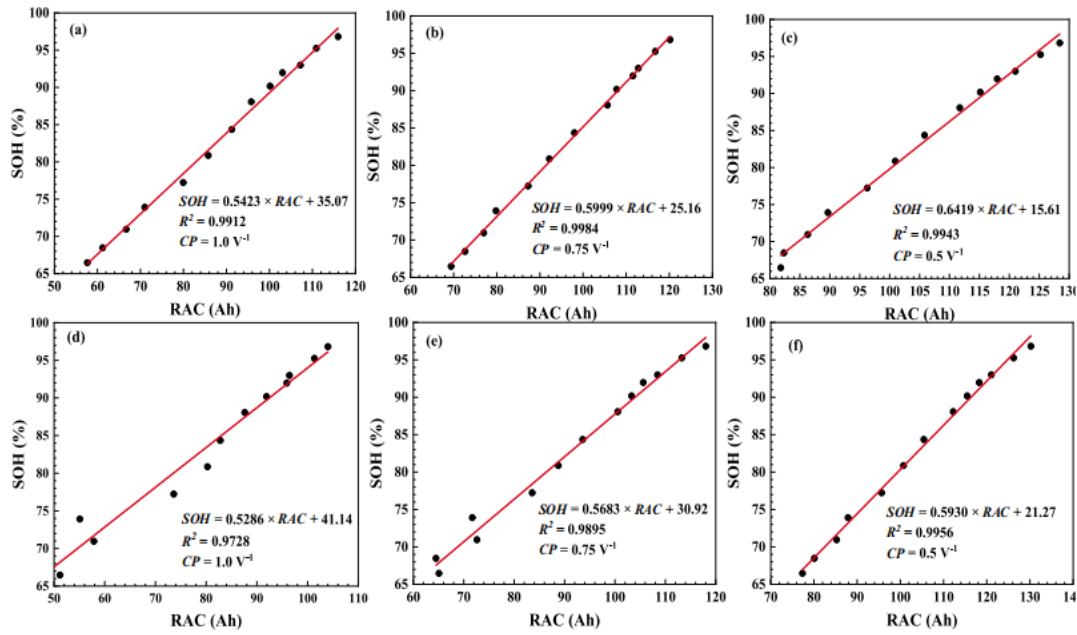 (a)
SOH (%)
100
95
90
85
80
75
70
65
SOH = 0.5423 × RAC + 35.07
R² = 0.9912
CP = 1.0 V⁻¹
50 60 70 80 90 100 110 120
RAC (Ah)
(b)
SOH (%)
100
95
90
85
80
75
70
65
SOH = 0.5999 × RAC + 25.16
R² = 0.9984
CP = 0.75 V⁻¹
60 70 80 90 100 110 120 130
RAC (Ah)
(c)
SOH (%)
100
95
90
85
80
75
70
65
SOH = 0.6419 × RAC + 15.61
R² = 0.9943
CP = 0.5 V⁻¹
80 85 90 95 100 105 110 115 120 125 130
RAC (Ah)
(d)
SOH (%)
100
95
90
85
80
75
70
65
SOH = 0.5286 × RAC + 41.14
R² = 0.9728
CP = 1.0 V⁻¹
50 60 70 80 90 100 110
RAC (Ah)
(e)
SOH (%)
100
95
90
85
80
75
70
65
SOH = 0.5683 × RAC + 30.92
R² = 0.9895
CP = 0.75 V⁻¹
60 70 80 90 100 110 120
RAC (Ah)
(f)
SOH (%)
100
95
90
85
80
75
70
65
SOH = 0.5930 × RAC + 21.27
R² = 0.9956
CP = 0.5 V⁻¹
70 80 90 100 110 120 130
RAC (Ah)